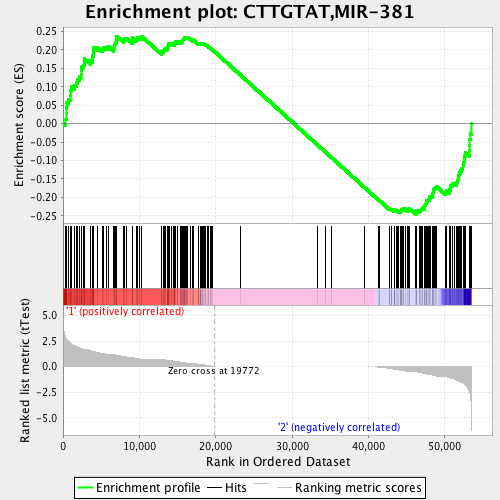 Enrichment plot: CTTGTAT,MIR-381
Enrichment score (ES)
0.25
0.20
0.15
0.10
0.05
0.00
-0.05
-0.10
-0.15
-0.20
-0.25
'1' (positively correlated)
Ranked list metric (tTest)
5.0
2.5
0.0
-2.5
-5.0
Zero cross at 19772
'2' (negatively correlated)
0 10,000 20,000 30,000 40,000 50,000
Rank in Ordered Dataset
Enrichment profile Hits Ranking metric scores